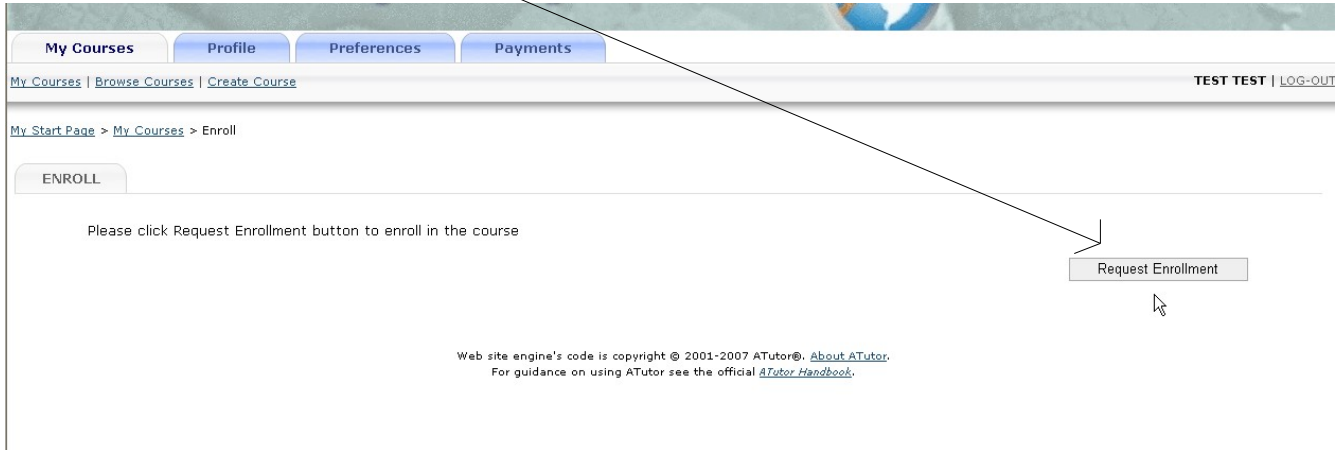 My Courses Profile Preferences Payments
My Courses | Browse Courses | Create Course TEST TEST | LOG-OUT
My Start Page > My Courses > Enroll
ENROLL
Please click Request Enrollment button to enroll in the course
Request Enrollment
Web site engine's code is copyright © 2001-2007 ATutor®. About ATutor.
For guidance on using ATutor see the official ATutor Handbook.